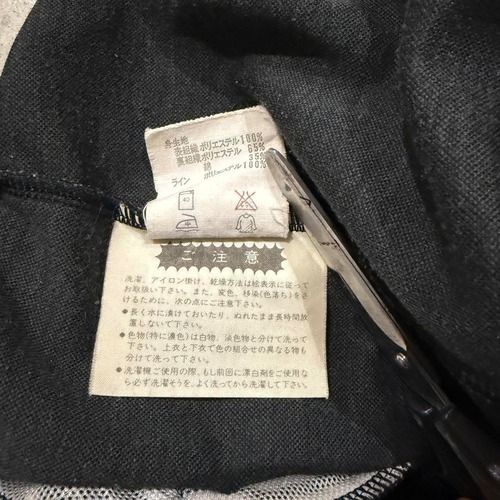 身生地
表組織 ポリエステル 100%
裏組織 ポリエステル 65%
綿 35%
ライン ポリエステル 100%
40
ご注意
洗濯、アイロン掛け、乾燥方法は絵表示に従って
お取扱い下さい。また、変色、移染(色落ち)をさ
けるために、次の点にご注意下さい。
●長く水に漬けておいたり、ぬれたまま長時間放
置しないで下さい。
●色物(特に濃色)は白物、淡色物と分けて洗って
下さい。上衣と下衣で色の組合せの異なる物も
分けて洗って下さい。
●洗濯機ご使用の際、もし前回に漂白剤をご使用な
ら必ず洗濯そうを、よく洗ってから洗濯して下さい。